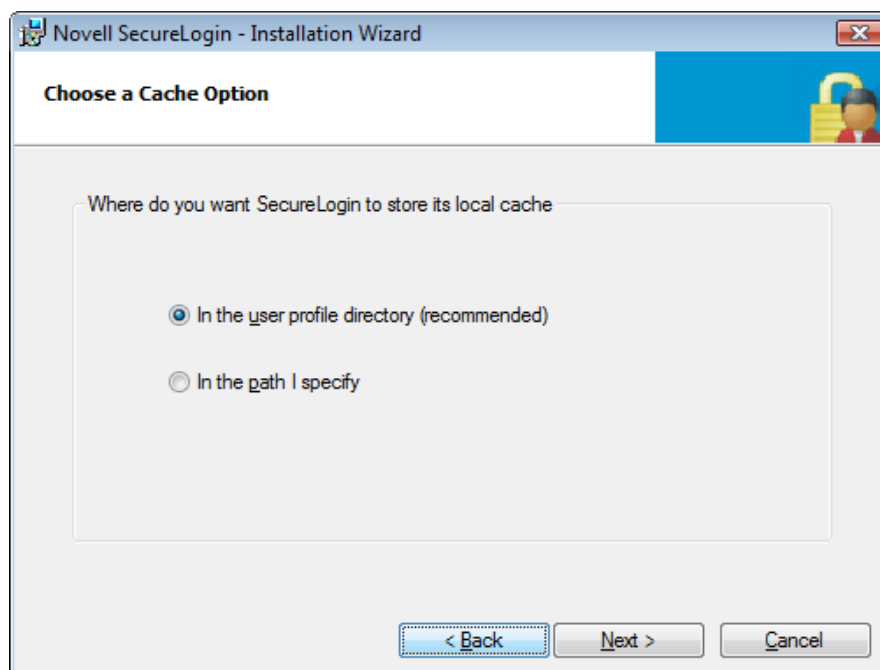 Novell SecureLogin - Installation Wizard
Choose a Cache Option
Where do you want SecureLogin to store its local cache
In the user profile directory (recommended)
In the path I specify
< Back Next > Cancel